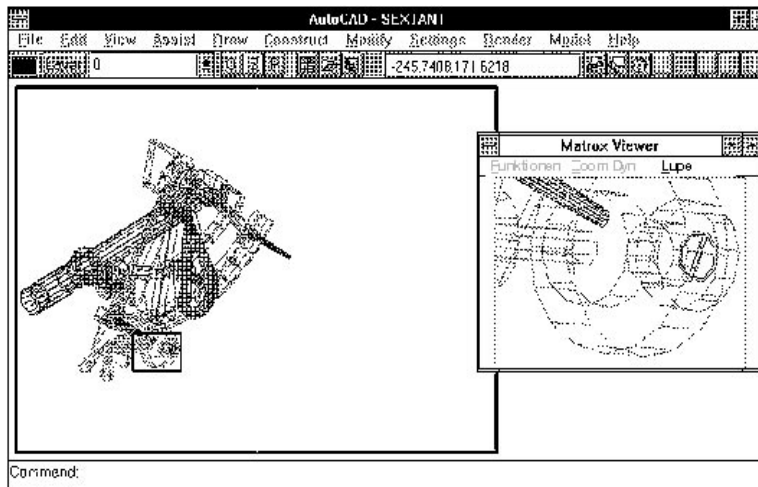 AutoCAD - SEXTANT
File Edit View Assist Draw Construct Modify Settings Render Model Help
Layer 0 -245.7408,171.6218
Matrox Viewer
Funktionen Zoom Dyn Lupe
Command: